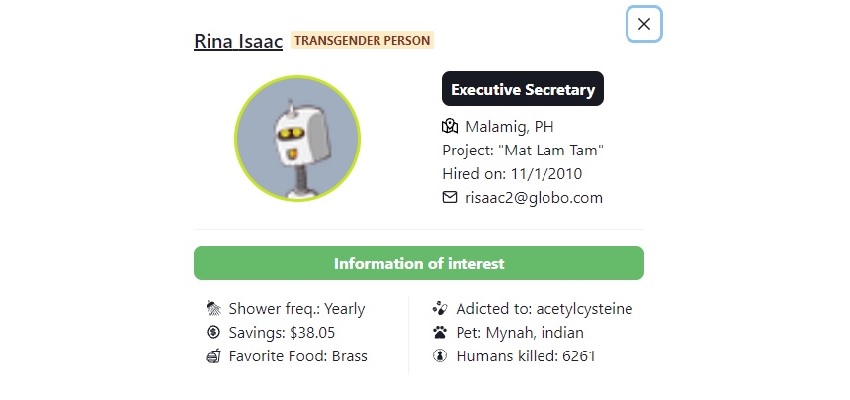 Rina Isaac TRANSGENDER PERSON
Executive Secretary
Malamig, PH
Project: "Mat Lam Tam"
Hired on: 11/1/2010
risaac2@globo.com
Information of interest
Shower freq.: Yearly
Savings: $38.05
Favorite Food: Brass
Adicted to: acetylcysteine
Pet: Mynah, indian
Humans killed: 6261